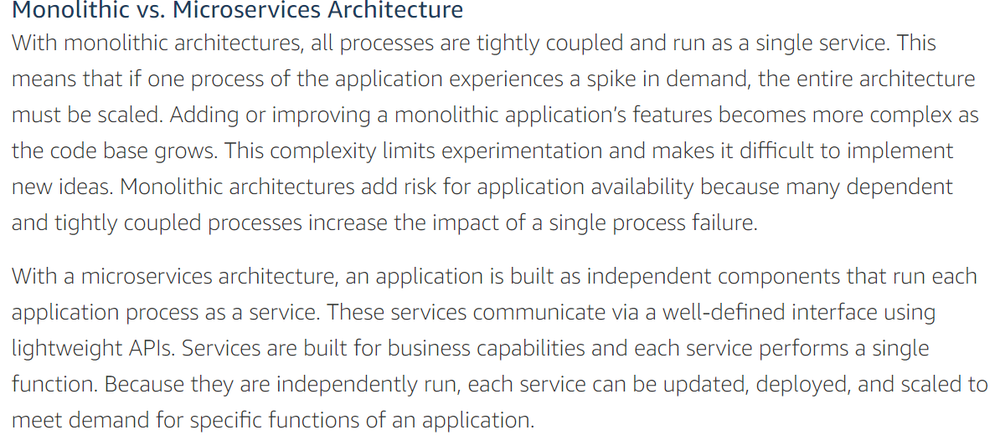 Monolithic vs. Microservices Architecture
With monolithic architectures, all processes are tightly coupled and run as a single service. This
means that if one process of the application experiences a spike in demand, the entire architecture
must be scaled. Adding or improving a monolithic application’s features becomes more complex as
the code base grows. This complexity limits experimentation and makes it difficult to implement
new ideas. Monolithic architectures add risk for application availability because many dependent
and tightly coupled processes increase the impact of a single process failure.
With a microservices architecture, an application is built as independent components that run each
application process as a service. These services communicate via a well-defined interface using
lightweight APIs. Services are built for business capabilities and each service performs a single
function. Because they are independently run, each service can be updated, deployed, and scaled to
meet demand for specific functions of an application.